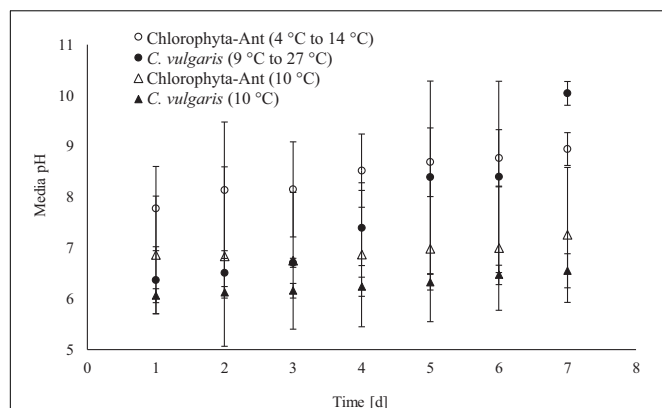 Chlorophyta-Ant (4 °C to 14 °C)
C. vulgaris (9 °C to 27 °C)
Chlorophyta-Ant (10 °C)
C. vulgaris (10 °C)
11
10
9
8
7
6
5
Media pH
0 1 2 3 4 5 6 7 8
Time [d]